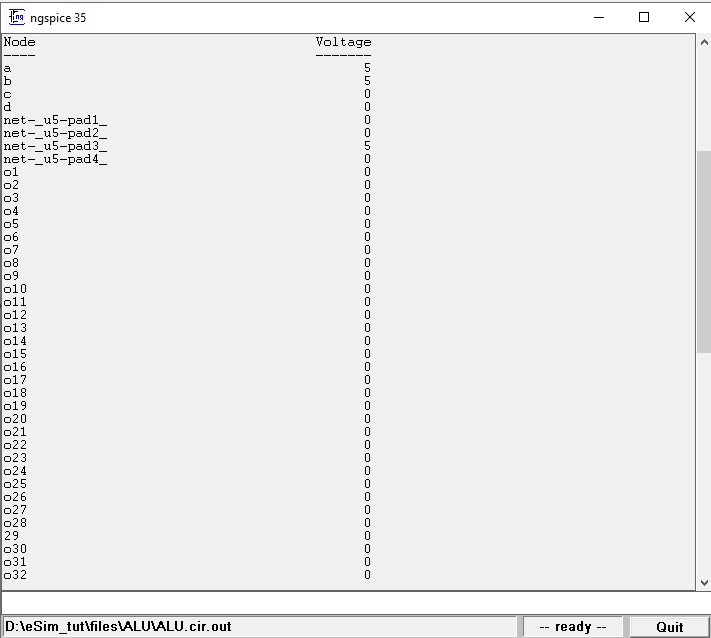 ngspice 35
Node Voltage
---- -------
a 5
b 5
c 0
d 0
net-_u5-pad1_ 0
net-_u5-pad2_ 0
net-_u5-pad3_ 5
net-_u5-pad4_ 0
o1 0
o2 0
o3 0
o4 0
o5 0
o6 0
o7 0
o8 0
o9 0
o10 0
o11 0
o12 0
o13 0
o14 0
o15 0
o16 0
o17 0
o18 0
o19 0
o20 0
o21 0
o22 0
o23 0
o24 0
o25 0
o26 0
o27 0
o28 0
29 0
o30 0
o31 0
o32 0
D:\eSim_tut\files\ALU\ALU.cir.out -- ready -- Quit